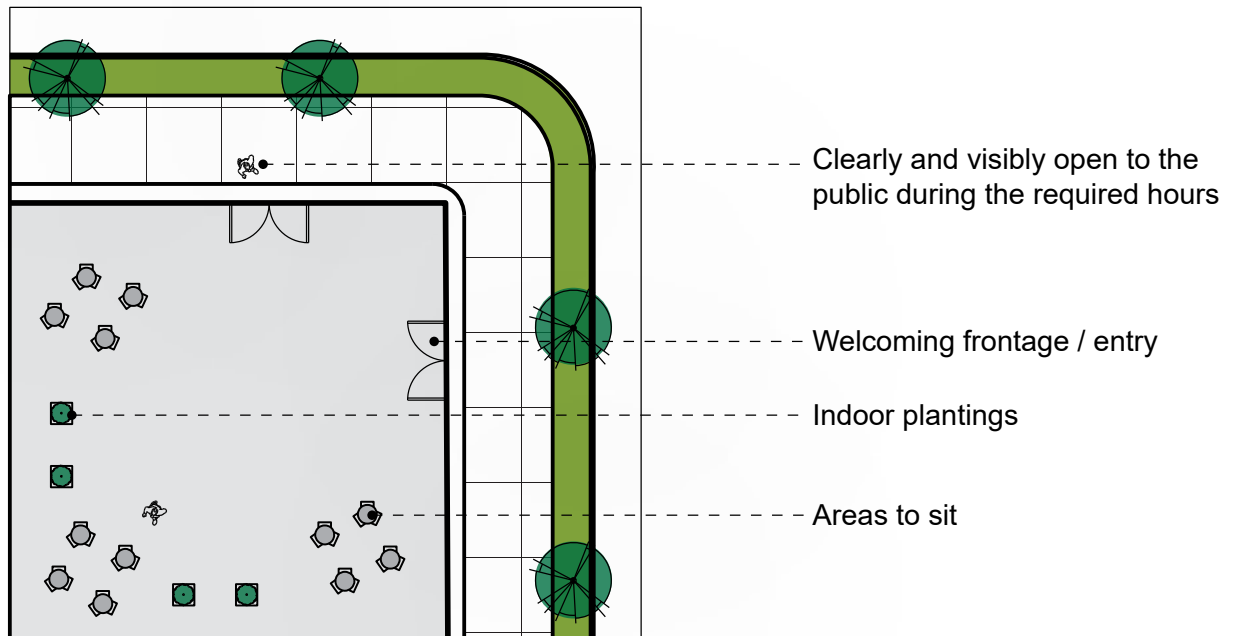 Clearly and visibly open to the
public during the required hours
Welcoming frontage / entry
Indoor plantings
Areas to sit